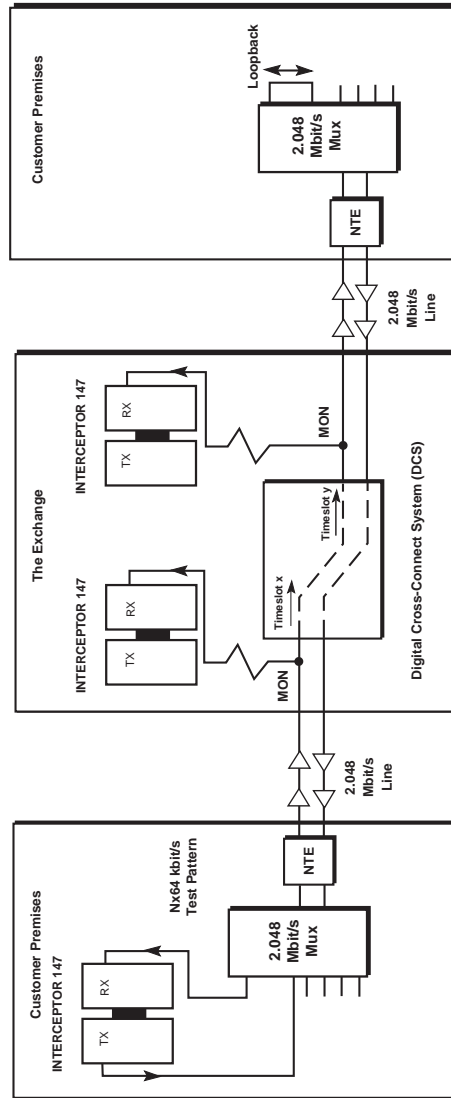 Customer Premises
INTERCEPTOR 147
TX
RX
Nx64 kbit/s
Test Pattern
2.048
Mbit/s
Mux
NTE
2.048
Mbit/s
Line
The Exchange
INTERCEPTOR 147
TX
RX
INTERCEPTOR 147
TX
RX
MON
MON
Timeslot x
Timeslot y
Digital Cross-Connect System (DCS)
2.048
Mbit/s
Line
Customer Premises
NTE
2.048
Mbit/s
Mux
Loopback